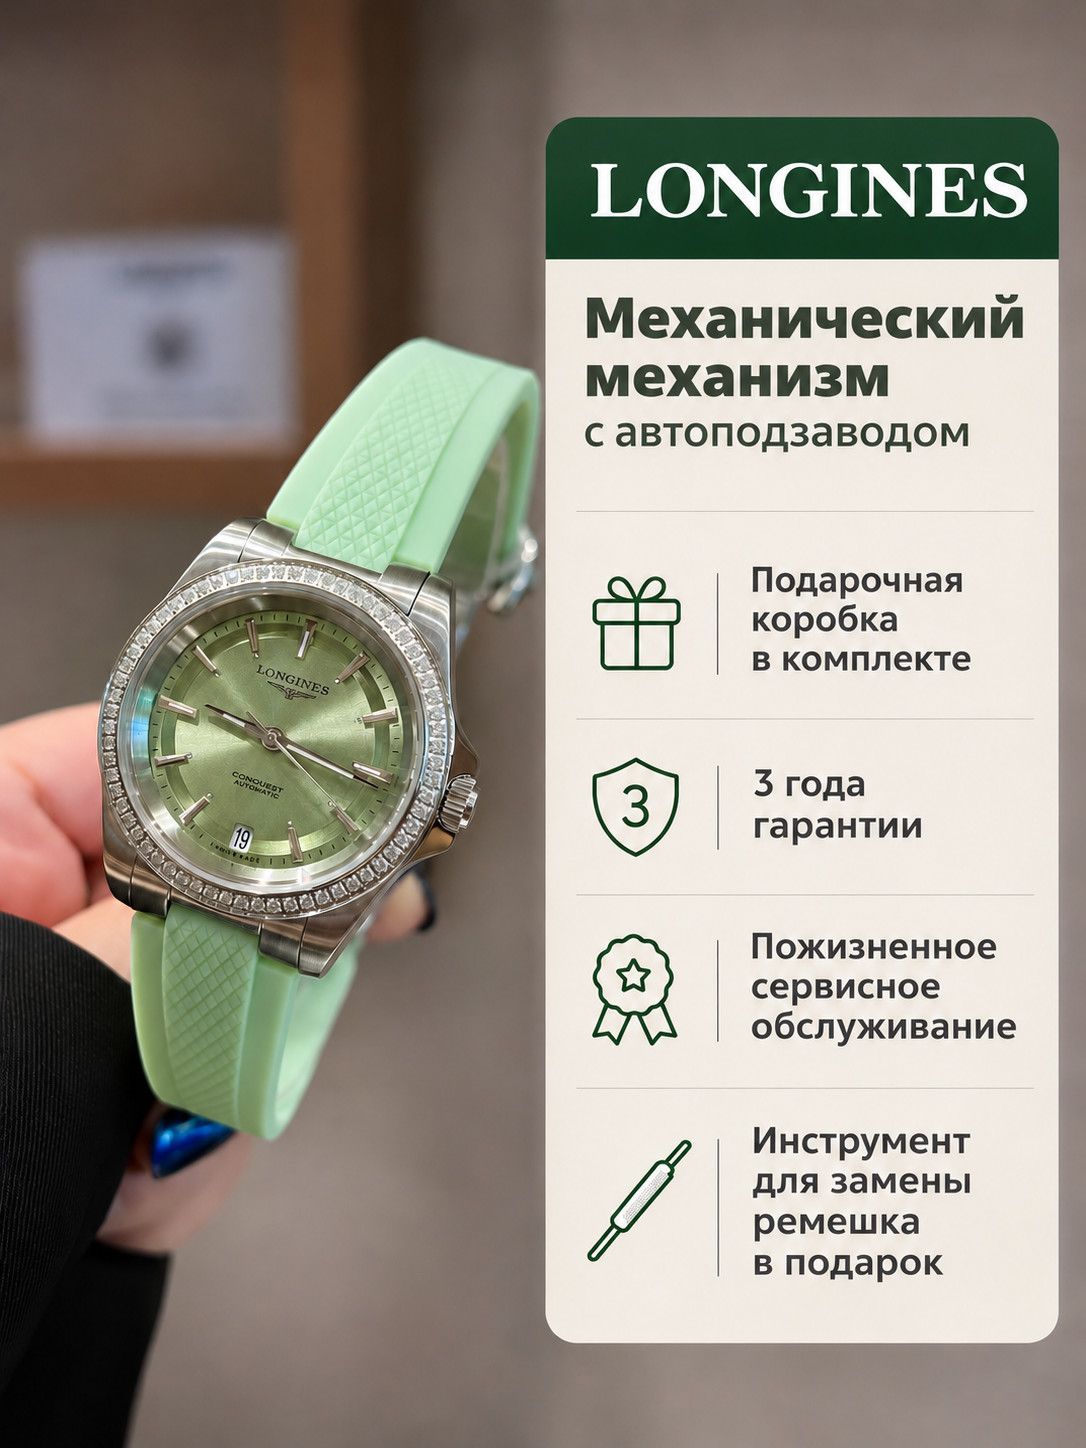 LONGINES
Механический
механизм
с автоподзаводом
Подарочная
коробка
в комплекте
3
3 года
гарантии
Пожизненное
сервисное
обслуживание
Инструмент
для замены
ремешка
в подарок
LONGINES
CONQUEST
AUTOMATIC
19